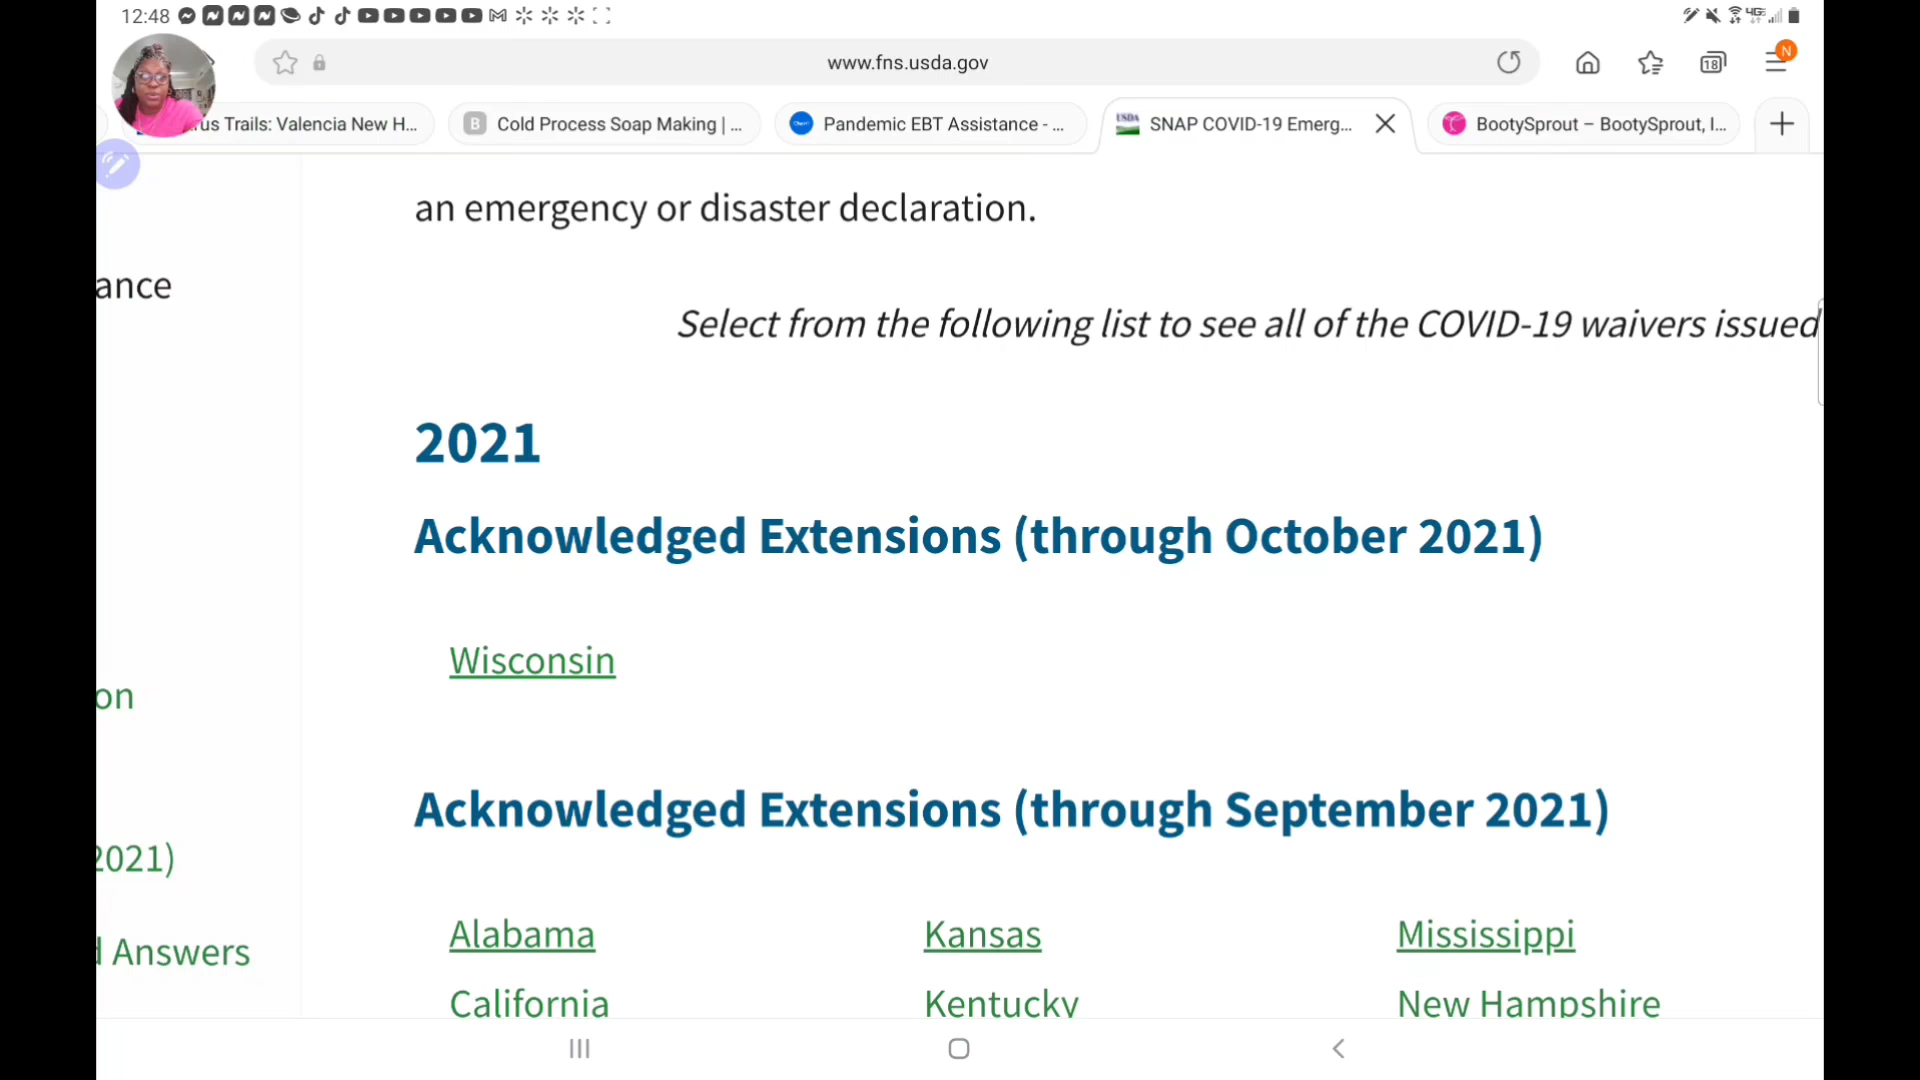 12:48
4G
www.fns.usda.gov
18
N
us Trails: Valencia New H...
B
Cold Process Soap Making | ...
Pandemic EBT Assistance - ...
USDA
SNAP COVID-19 Emerg...
BootySprout – BootySprout, I...
an emergency or disaster declaration.
ance
Select from the following list to see all of the COVID-19 waivers issued
2021
Acknowledged Extensions (through October 2021)
Wisconsin
on
Acknowledged Extensions (through September 2021)
2021)
Alabama
Kansas
Mississippi
d Answers
California
Kentucky
New Hampshire